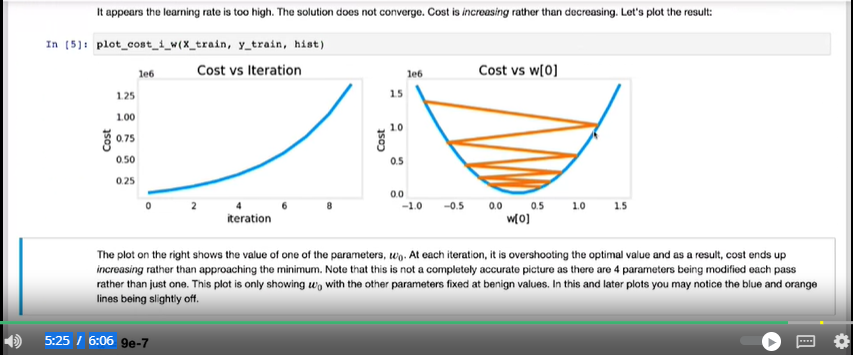 It appears the learning rate is too high. The solution does not converge. Cost is increasing rather than decreasing. Let's plot the result:
In [5]: plot_cost_i_w(X_train, y_train, hist)
1e6
Cost vs Iteration
1.25
1.00
0.75
0.50
0.25
Cost
0 2 4 6 8
iteration
1e6
Cost vs w[0]
1.5
1.0
0.5
0.0
Cost
−1.0 −0.5 0.0 0.5 1.0 1.5
w[0]
The plot on the right shows the value of one of the parameters, w₀. At each iteration, it is overshooting the optimal value and as a result, cost ends up
increasing rather than approaching the minimum. Note that this is not a completely accurate picture as there are 4 parameters being modified each pass
rather than just one. This plot is only showing w₀ with the other parameters fixed at benign values. In this and later plots you may notice the blue and orange
lines being slightly off.
5:25 / 6:06 9e-7